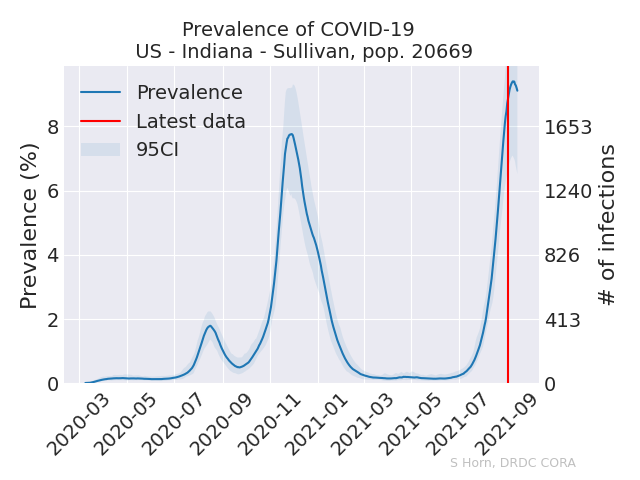 Prevalence of COVID-19
US - Indiana - Sullivan, pop. 20669
Prevalence
Latest data
95CI
Prevalence (%)
8
6
4
2
0
1653
1240
826
413
0
# of infections
2020-03
2020-05
2020-07
2020-09
2020-11
2021-01
2021-03
2021-05
2021-07
2021-09
S Horn, DRDC CORA